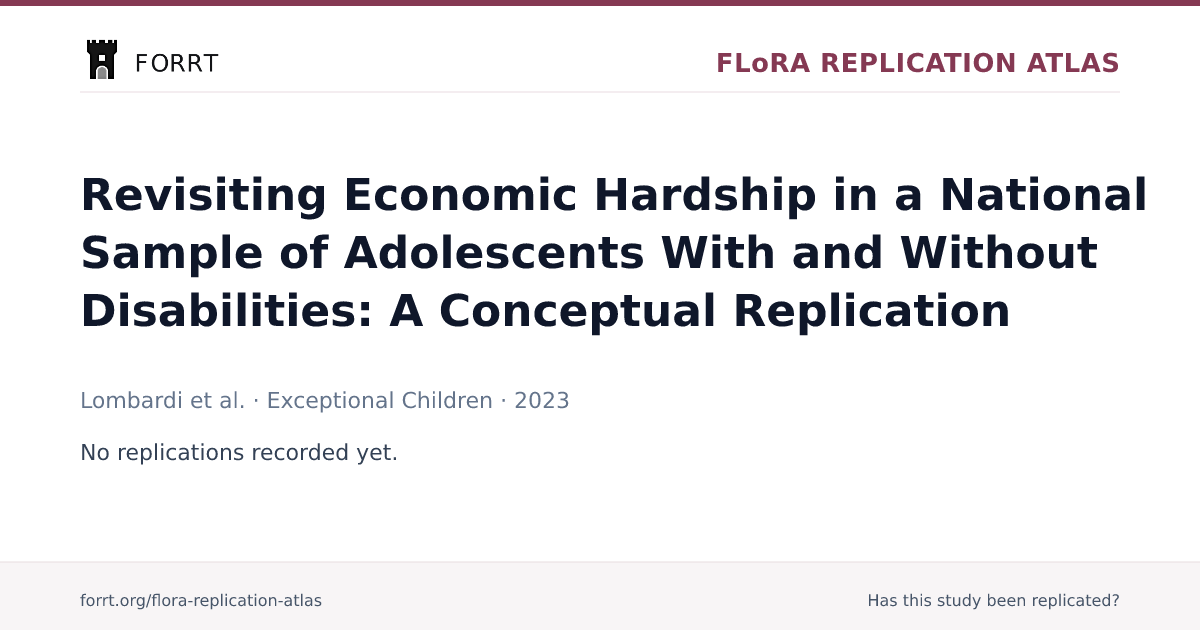 FORRT
FLoRA REPLICATION ATLAS
Revisiting Economic Hardship in a National
Sample of Adolescents With and Without
Disabilities: A Conceptual Replication
Lombardi et al. · Exceptional Children · 2023
No replications recorded yet.
forrt.org/flora-replication-atlas
Has this study been replicated?